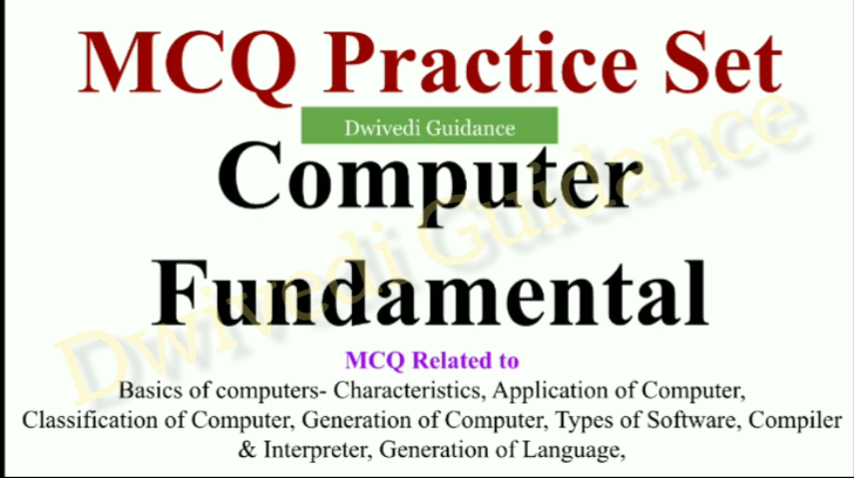 MCQ Practice Set
Dwivedi Guidance
Computer
Fundamental
Dwivedi Guidance
MCQ Related to
Basics of computers- Characteristics, Application of Computer,
Classification of Computer, Generation of Computer, Types of Software, Compiler
& Interpreter, Generation of Language,